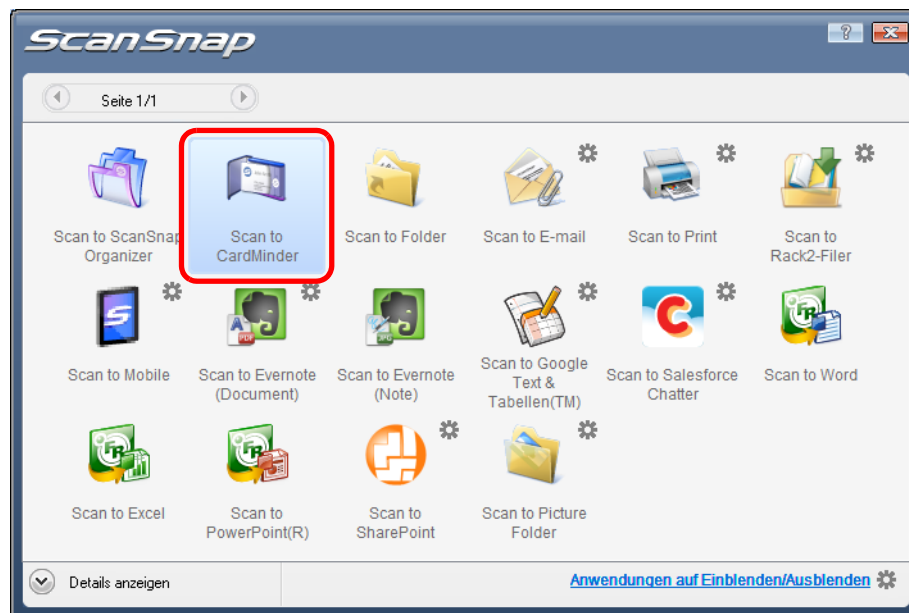 ScanSnap
Seite 1/1
Scan to ScanSnap
Organizer
Scan to
CardMinder
Scan to Folder
Scan to E-mail
Scan to Print
Scan to
Rack2-Filer
Scan to Mobile
Scan to Evernote
(Document)
Scan to Evernote
(Note)
Scan to Google
Text &
Tabellen(TM)
Scan to Salesforce
Chatter
Scan to Word
Scan to Excel
Scan to
PowerPoint(R)
Scan to
SharePoint
Scan to Picture
Folder
Details anzeigen
Anwendungen auf Einblenden/Ausblenden